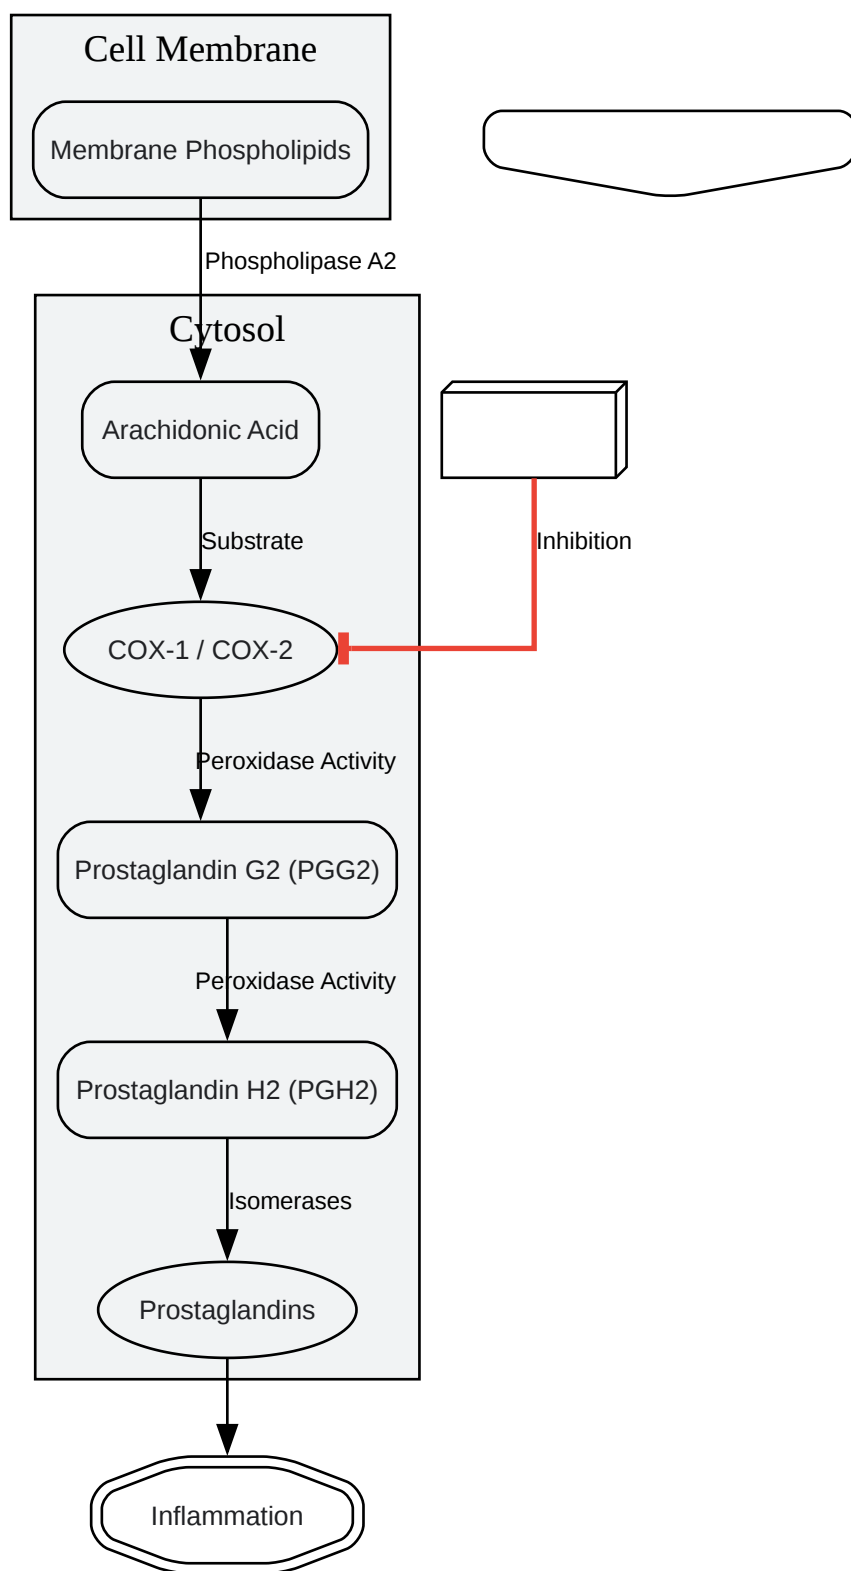 Cell Membrane
Membrane Phospholipids
Phospholipase A2
Cytosol
Arachidonic Acid
Substrate
Inhibition
COX-1 / COX-2
Peroxidase Activity
Prostaglandin G2 (PGG2)
Peroxidase Activity
Prostaglandin H2 (PGH2)
Isomerases
Prostaglandins
Inflammation